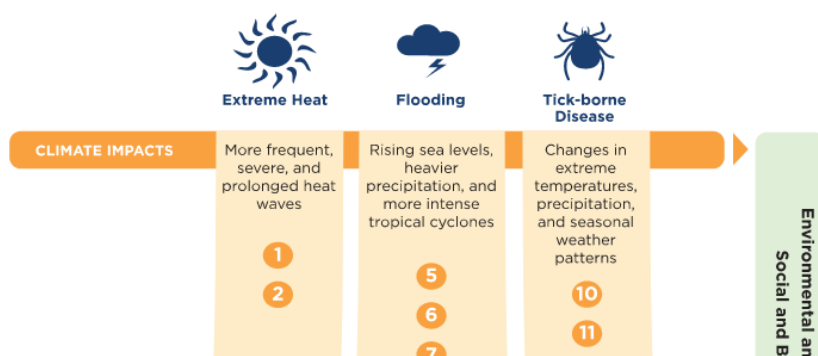 Extreme Heat
Flooding
Tick-borne
Disease
CLIMATE IMPACTS
More frequent,
severe, and
prolonged heat
waves
1
2
Rising sea levels,
heavier
precipitation, and
more intense
tropical cyclones
5
6
7
Changes in
extreme
temperatures,
precipitation,
and seasonal
weather
patterns
10
11
Environmental an
Social and B